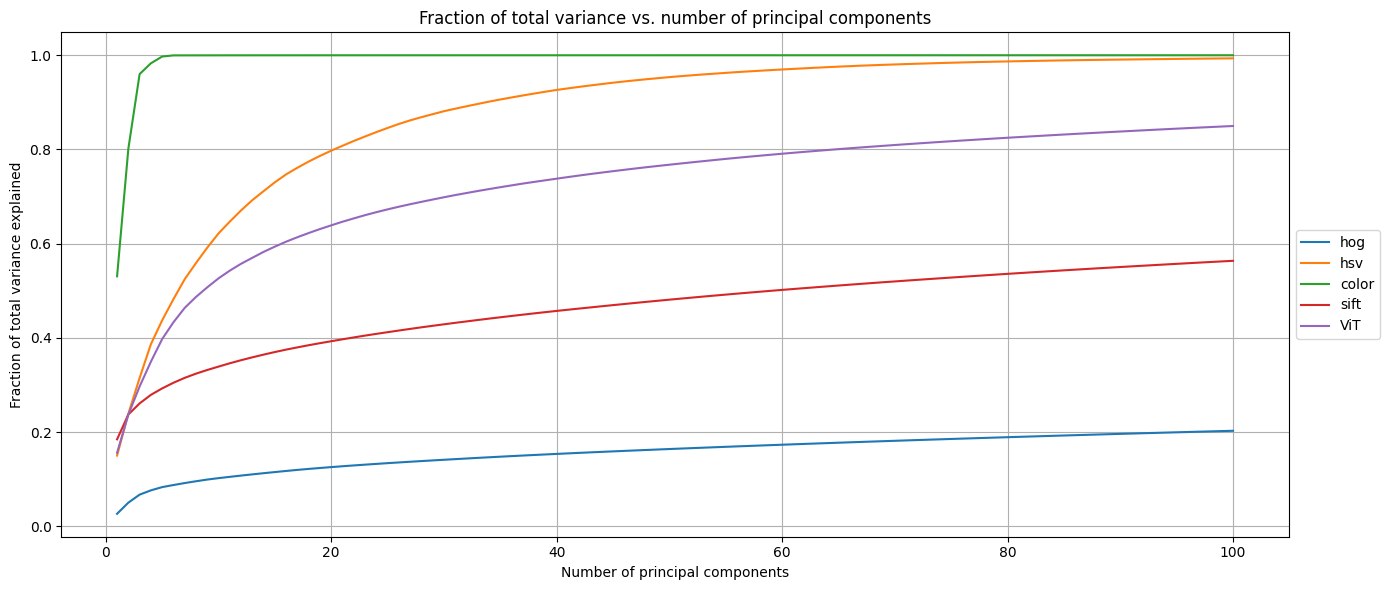 Fraction of total variance vs. number of principal components
Fraction of total variance explained
1.0
0.8
0.6
0.4
0.2
0.0
0 20 40 60 80 100
Number of principal components
hog
hsv
color
sift
ViT